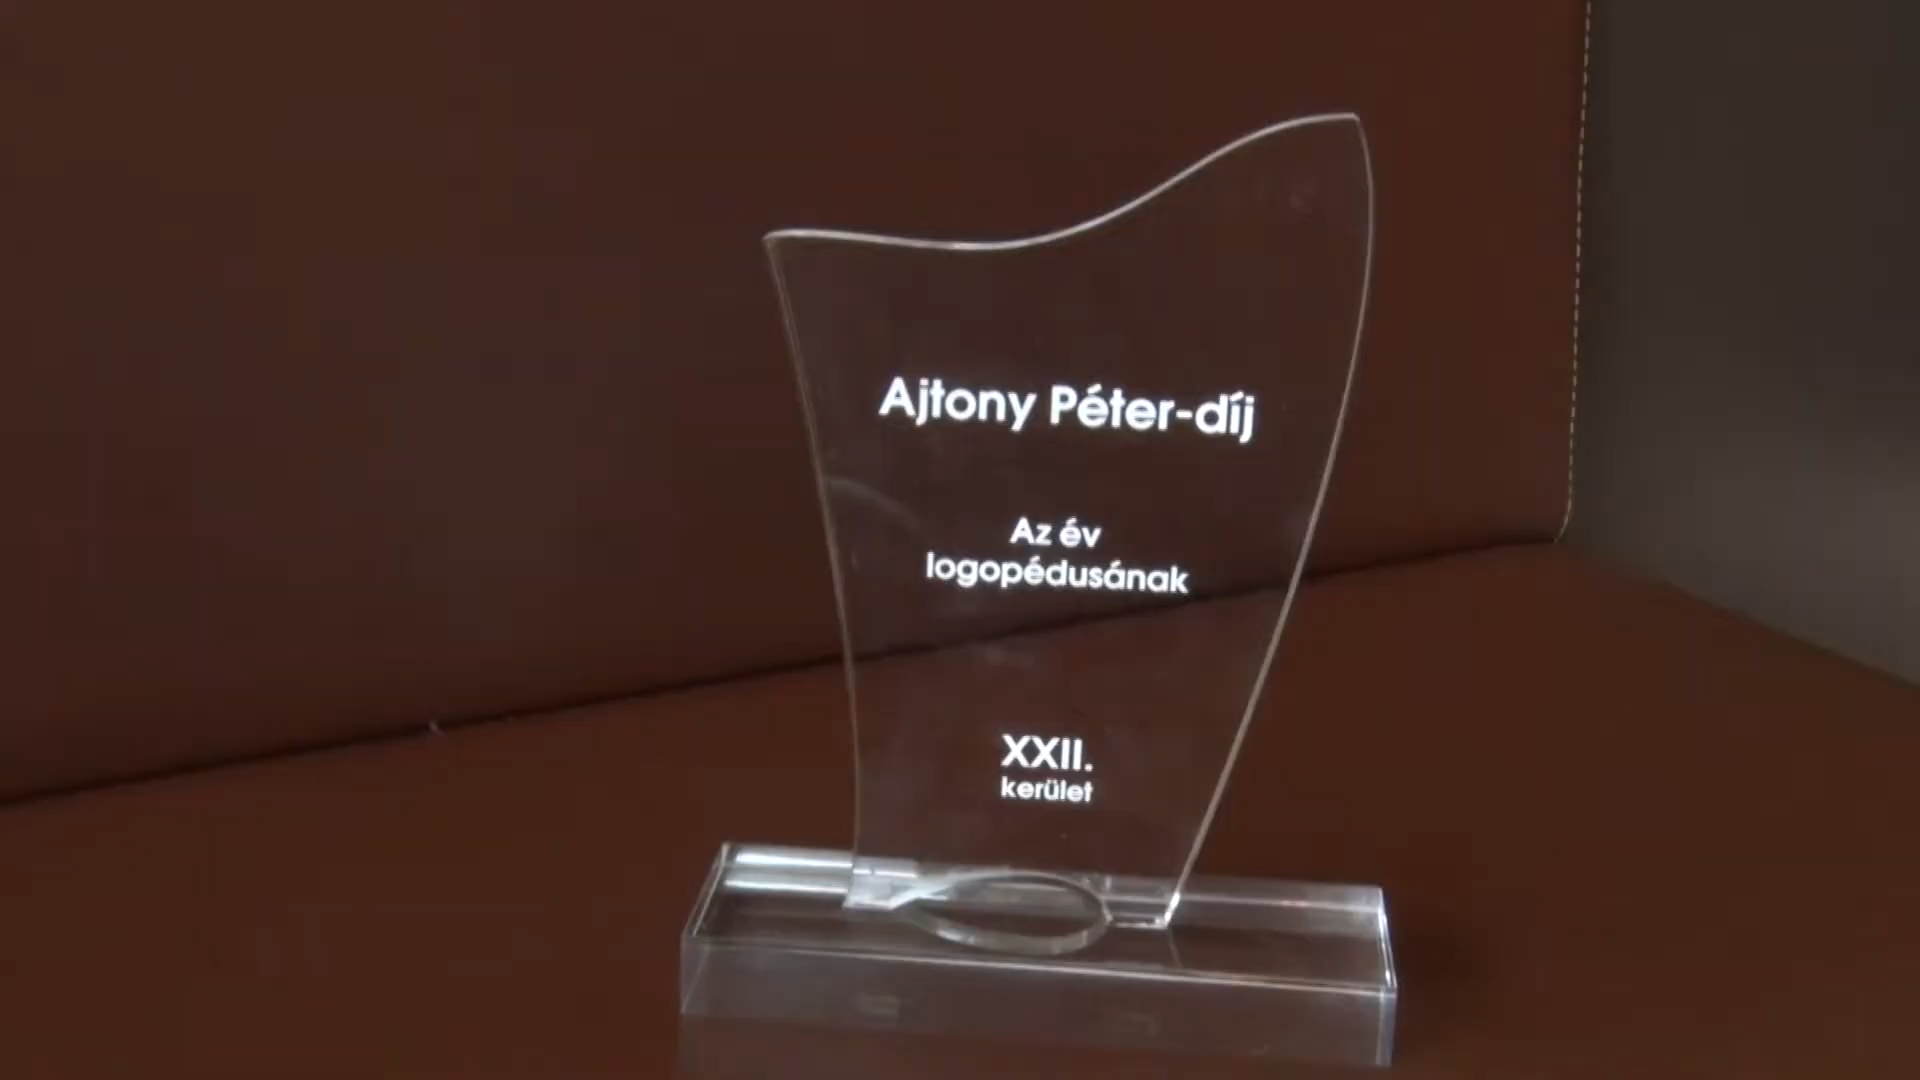 Ajtony Péter-díj
Az év
logopédusának
XXII.
kerület